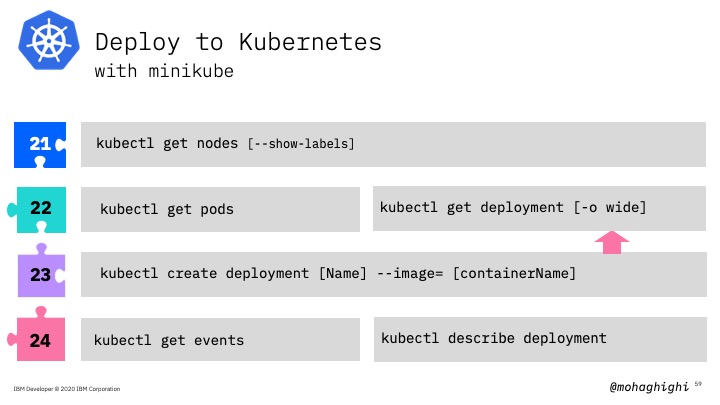 Deploy to Kubernetes
with minikube
21 kubectl get nodes [--show-labels]
22 kubectl get pods kubectl get deployment [-o wide]
23 kubectl create deployment [Name] --image= [containerName]
24 kubectl get events kubectl describe deployment
IBM Developer © 2020 IBM Corporation @mohaghighi 59